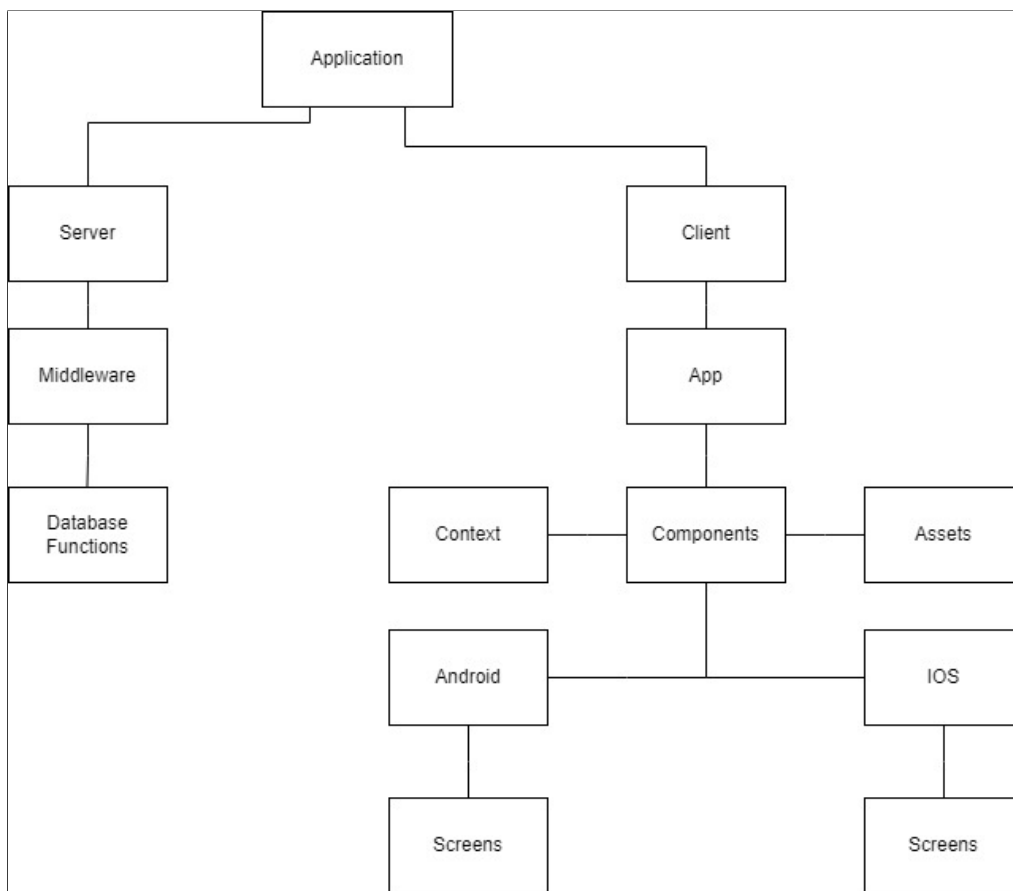 Application
Server
Client
Middleware
App
Database
Functions
Context
Components
Assets
Android
IOS
Screens
Screens